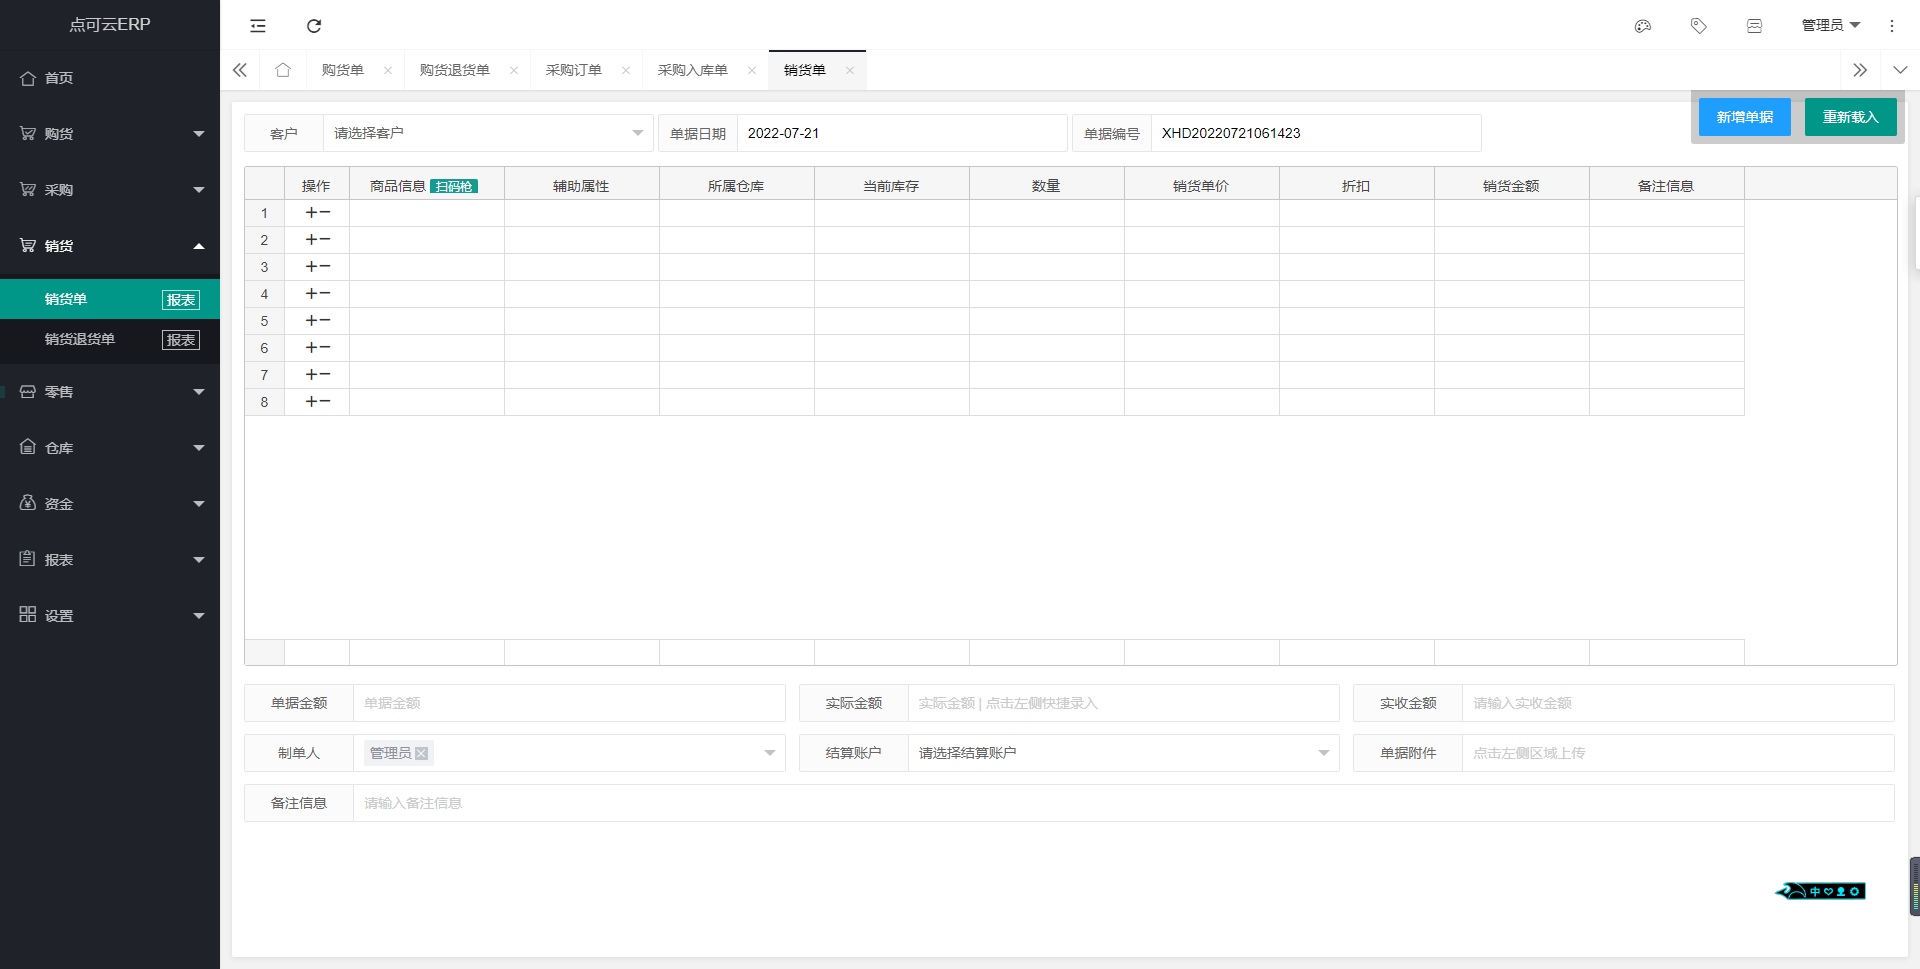 点可云ERP
管理员
购货单
购货退货单
采购订单
采购入库单
销货单
首页
购货
采购
销货
销货单 报表
销货退货单 报表
零售
仓库
资金
报表
设置
新增单据
重新载入
客户 请选择客户
单据日期 2022-07-21
单据编号 XHD20220721061423
操作 商品信息 扫码枪 辅助属性 所属仓库 当前库存 数量 销货单价 折扣 销货金额 备注信息
1
2
3
4
5
6
7
8
单据金额 单据金额
实际金额 实际金额 | 点击左侧快捷录入
实收金额 请输入实收金额
制单人 管理员
结算账户 请选择结算账户
单据附件 点击左侧区域上传
备注信息 请输入备注信息
中